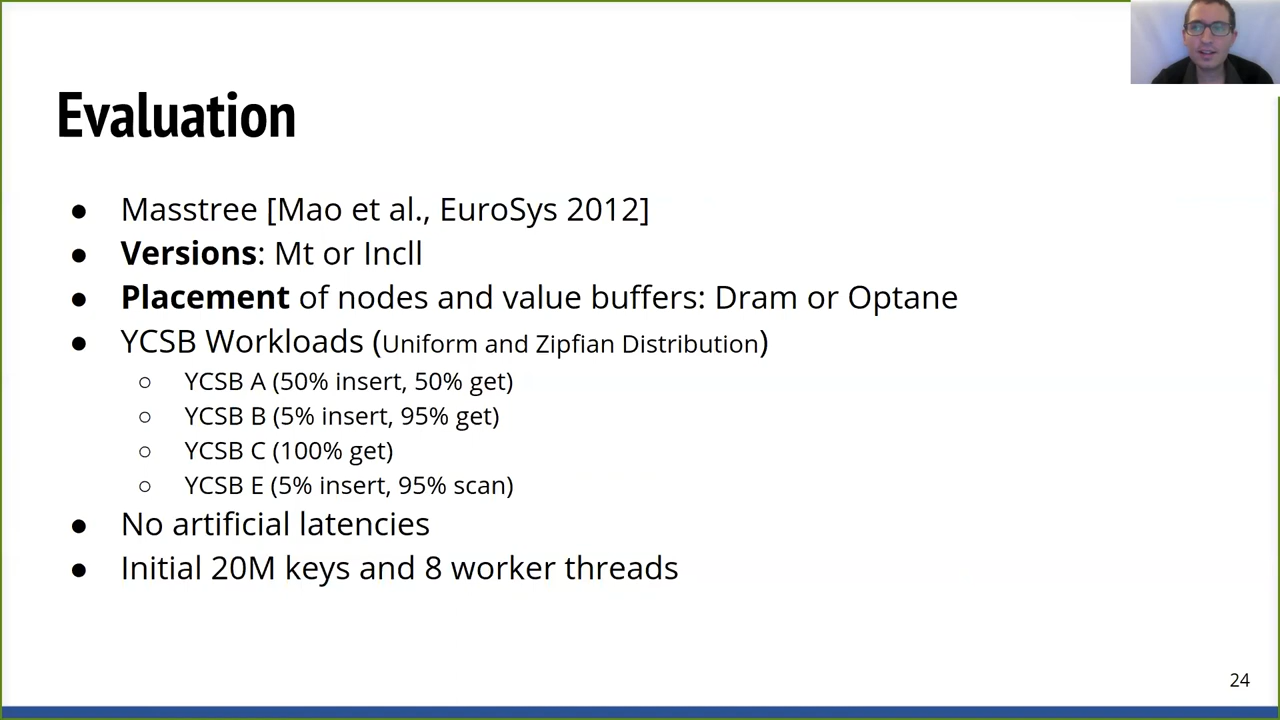 Evaluation
● Masstree [Mao et al., EuroSys 2012]
● Versions: Mt or Incll
● Placement of nodes and value buffers: Dram or Optane
● YCSB Workloads (Uniform and Zipfian Distribution)
○ YCSB A (50% insert, 50% get)
○ YCSB B (5% insert, 95% get)
○ YCSB C (100% get)
○ YCSB E (5% insert, 95% scan)
● No artificial latencies
● Initial 20M keys and 8 worker threads
24